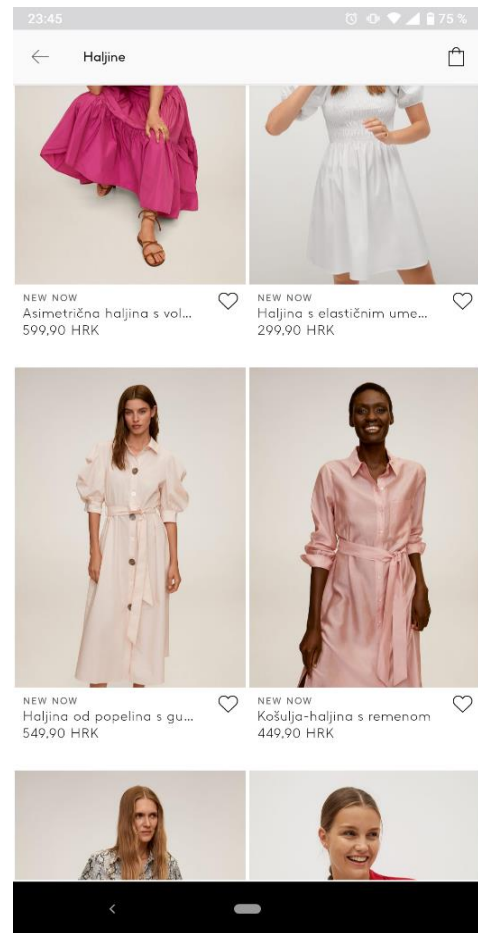 23:45
75 %
Haljine
NEW NOW
Asimetrična haljina s vol...
599,90 HRK
NEW NOW
Haljina s elastičnim ume...
299,90 HRK
NEW NOW
Haljina od popelina s gu...
549,90 HRK
NEW NOW
Košulja-haljina s remenom
449,90 HRK